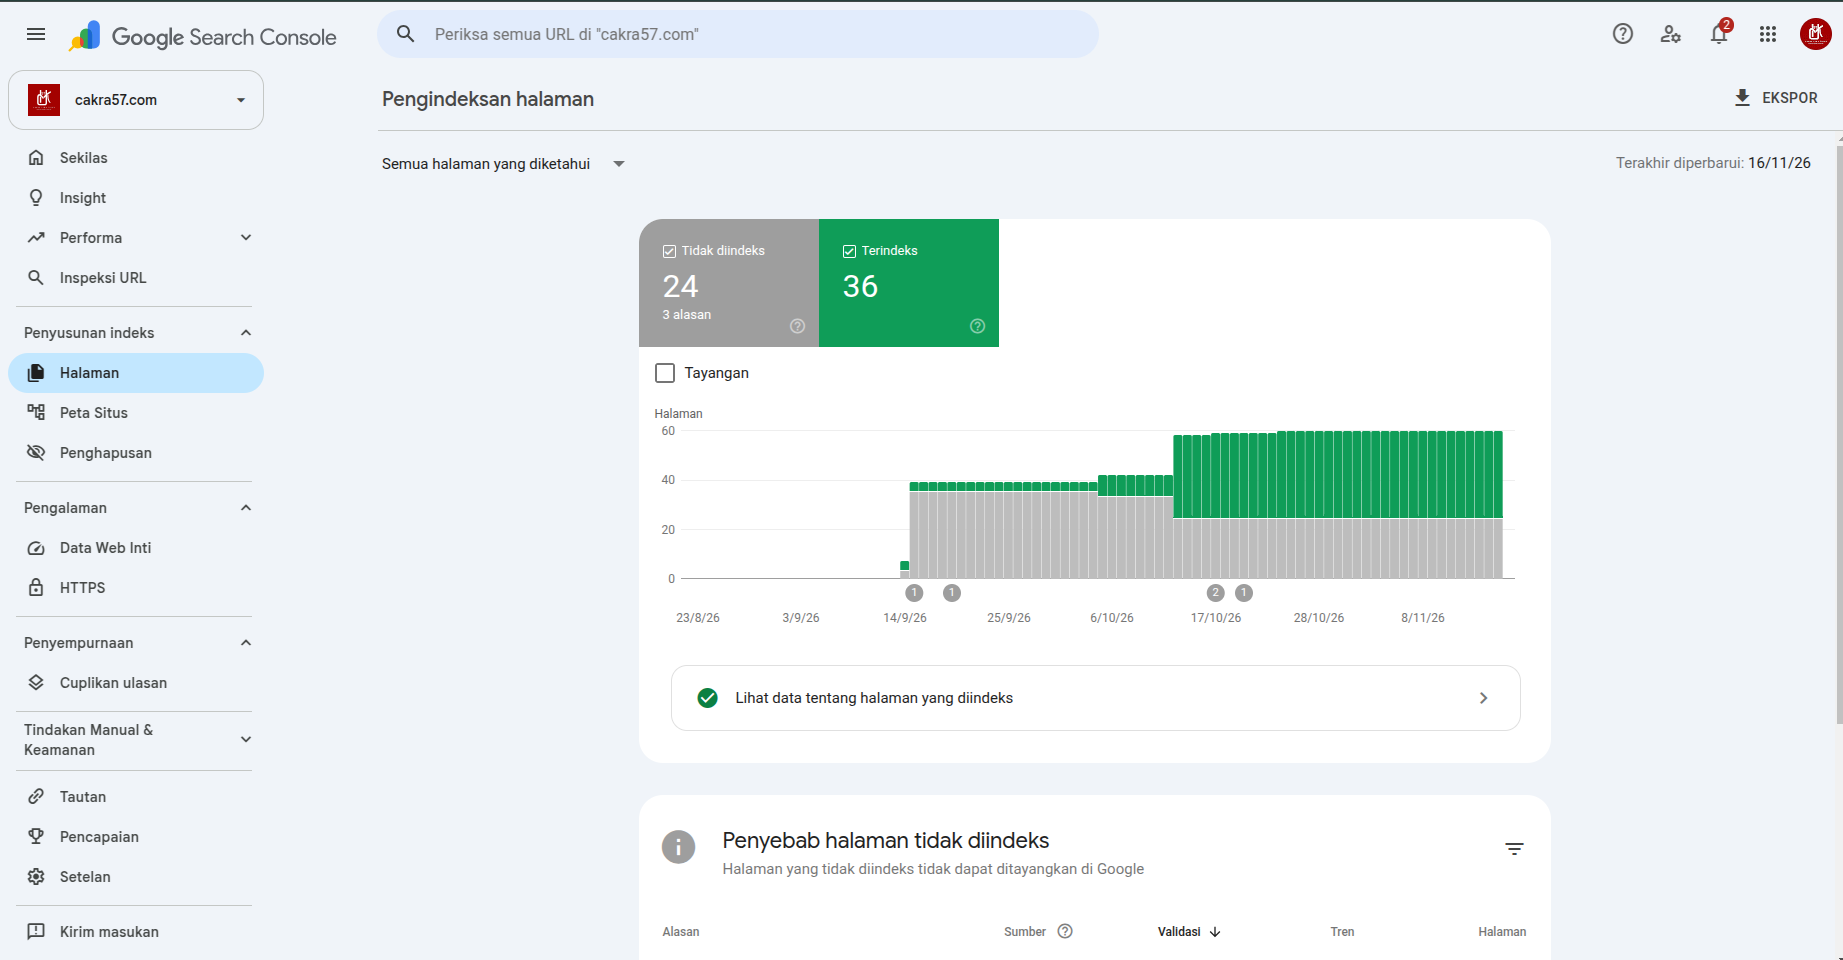 Google Search Console
Periksa semua URL di "cakra57.com"
2
cakra57.com
Sekilas
Insight
Performa
Inspeksi URL
Penyusunan indeks
Halaman
Peta Situs
Penghapusan
Pengalaman
Data Web Inti
HTTPS
Penyempurnaan
Cuplikan ulasan
Tindakan Manual &
Keamanan
Tautan
Pencapaian
Setelan
Kirim masukan
Pengindeksan halaman
EKSPOR
Semua halaman yang diketahui
Terakhir diperbarui: 16/11/26
Tidak diindeks
24
3 alasan
Terindeks
36
Tayangan
Halaman
60
40
20
0
1 1 2 1
23/8/26 3/9/26 14/9/26 25/9/26 6/10/26 17/10/26 28/10/26 8/11/26
Lihat data tentang halaman yang diindeks
Penyebab halaman tidak diindeks
Halaman yang tidak diindeks tidak dapat ditayangkan di Google
Alasan Sumber Validasi Tren Halaman